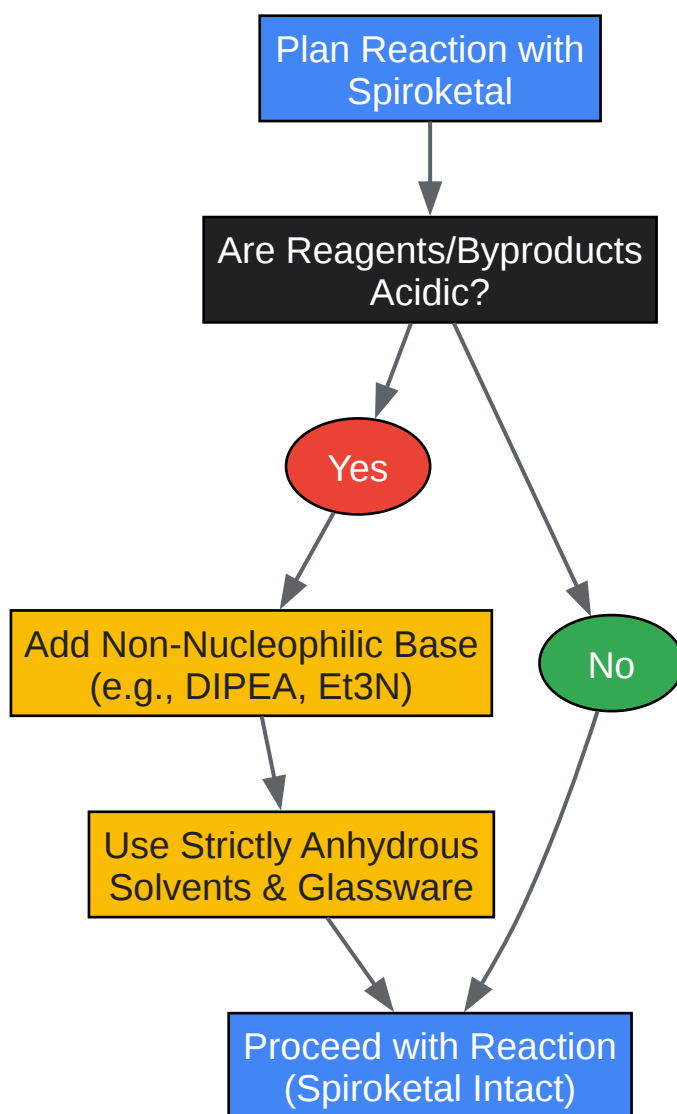 Plan Reaction with
Spiroketal
Are Reagents/Byproducts
Acidic?
Yes
Add Non-Nucleophilic Base
(e.g., DIPEA, Et3N)
No
Use Strictly Anhydrous
Solvents & Glassware
Proceed with Reaction
(Spiroketal Intact)